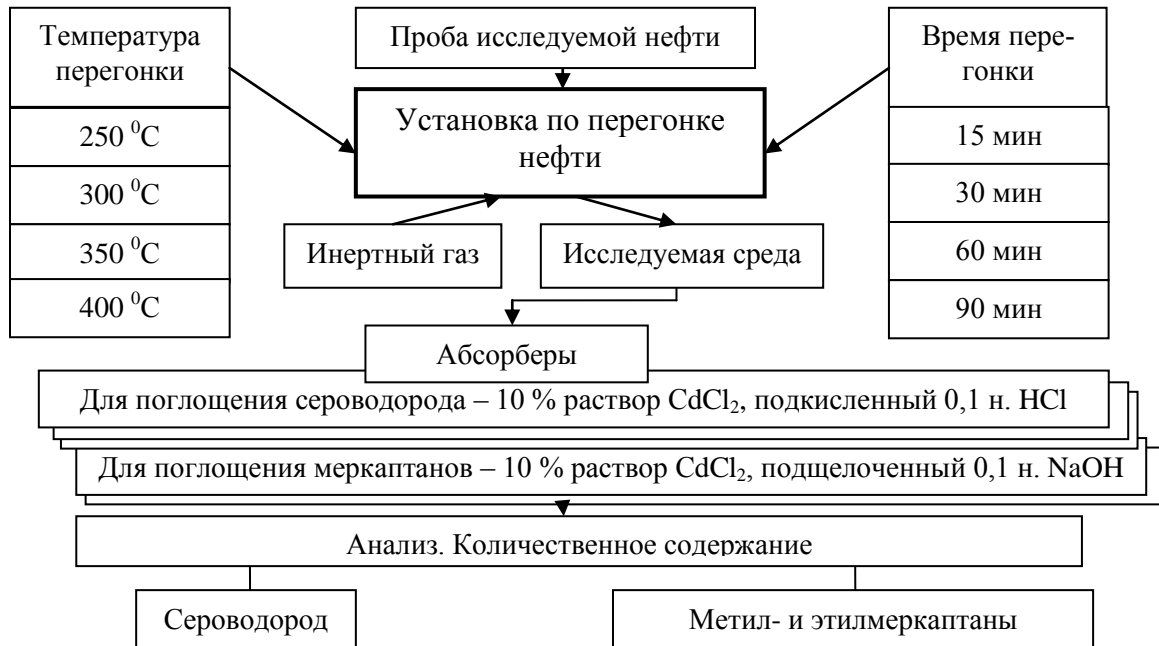 Температура
перегонки
250 ⁰С
300 ⁰С
350 ⁰С
400 ⁰С
Проба исследуемой нефти
Установка по перегонке
нефти
Инертный газ
Исследуемая среда
Время пере-
гонки
15 мин
30 мин
60 мин
90 мин
Абсорберы
Для поглощения сероводорода – 10 % раствор CdCl₂, подкисленный 0,1 н. HCl
Для поглощения меркаптанов – 10 % раствор CdCl₂, подщелоченный 0,1 н. NaOH
Анализ. Количественное содержание
Сероводород
Метил- и этилмеркаптаны